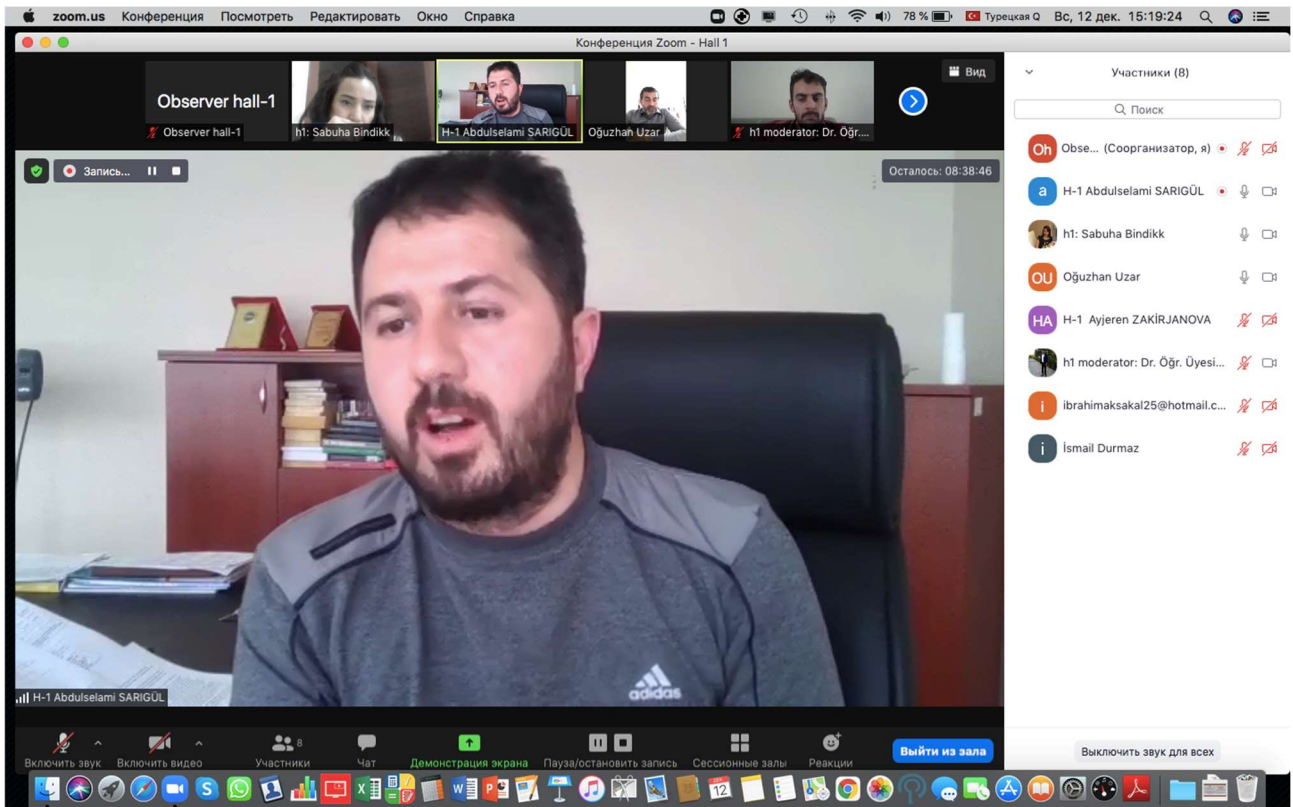 zoom.us Конференция Посмотреть Редактировать Окно Справка 78 % Турецкая Q Вс, 12 дек. 15:19:24
Конференция Zoom - Hall 1
Вид
Observer hall-1
Observer hall-1
h1: Sabuha Bindikk
H-1 Abdulselami SARIGÜL
Oğuzhan Uzar
h1 moderator: Dr. Öğr....
Запись...
Осталось: 08:38:46
adidas
H-1 Abdulselami SARIGÜL
Участники (8)
Поиск
Oh Obse... (Соорганизатор, я)
a H-1 Abdulselami SARIGÜL
h1: Sabuha Bindikk
OU Oğuzhan Uzar
HA H-1 Ayjeren ZAKİRJANOVA
h1 moderator: Dr. Öğr. Üyesi...
i ibrahimaksakal25@hotmail.c...
i İsmail Durmaz
Включить звук Включить видео Участники 8 Чат Демонстрация экрана Пауза/остановить запись Сессионные залы Реакции
Выйти из зала
Выключить звук для всех
12